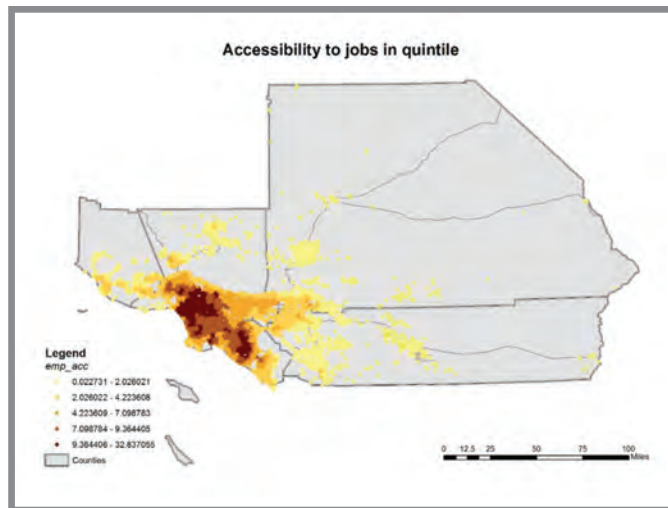 Accessibility to jobs in quintile
Legend
emp_acc
0.022731 - 2.026021
2.026022 - 4.223608
4.223609 - 7.098783
7.098784 - 9.364405
9.364406 - 32.637055
Counties
0 12.5 25 50 75 100
Miles